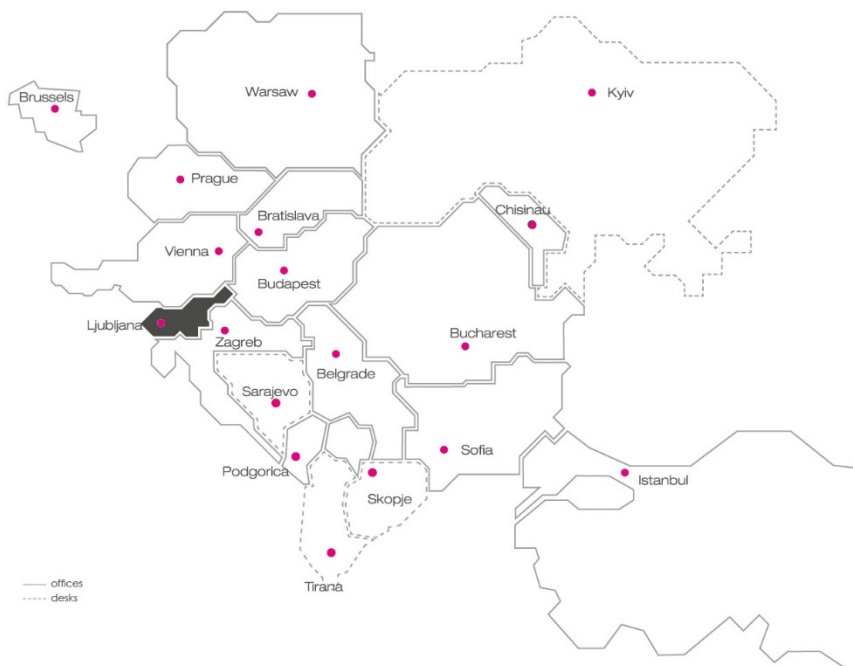 Warsaw
Kyiv
Brussels
Prague
Chisinau
Bratislava
Vienna
Budapest
Ljubljana
Zagreb
Bucharest
Belgrade
Sarajevo
Sofia
Podgorica
Istanbul
Skopje
Tirana
offices
desks